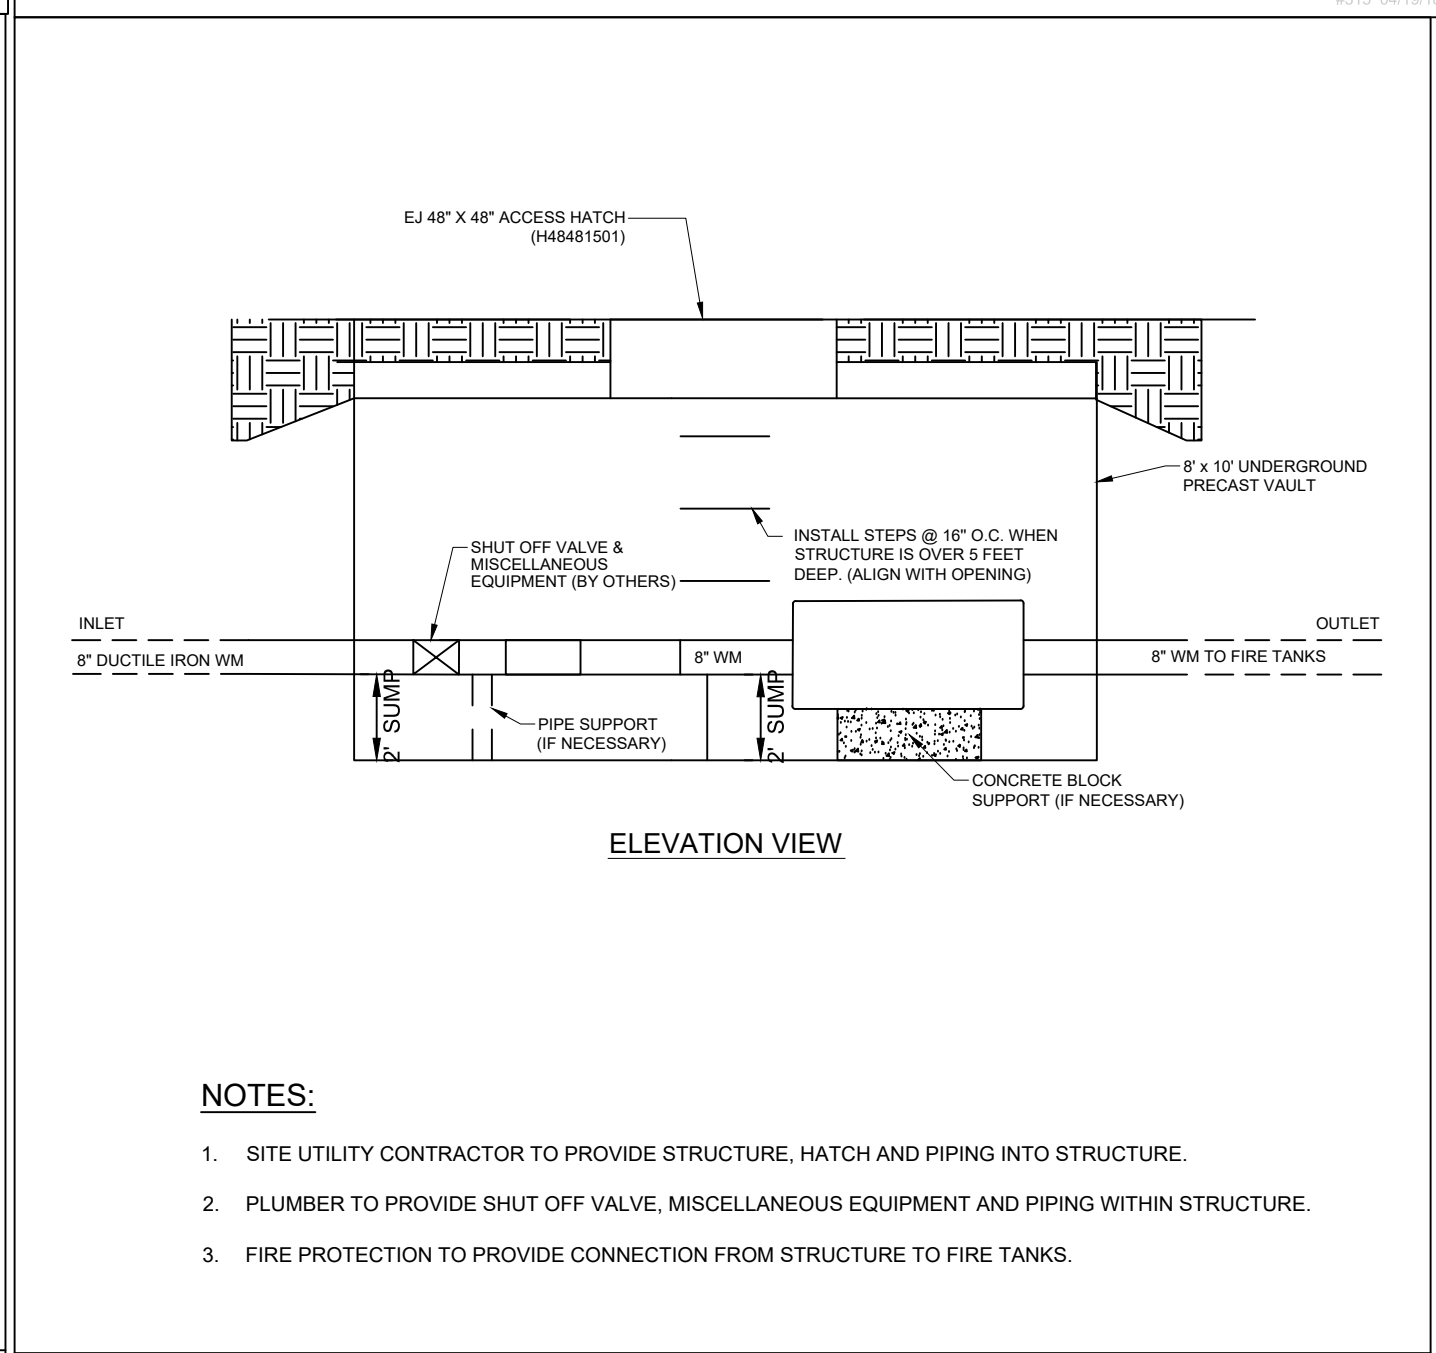 EJ 48" X 48" ACCESS HATCH
(H48481501)
8' x 10' UNDERGROUND
PRECAST VAULT
INSTALL STEPS @ 16" O.C. WHEN
STRUCTURE IS OVER 5 FEET
DEEP. (ALIGN WITH OPENING)
SHUT OFF VALVE &
MISCELLANEOUS
EQUIPMENT (BY OTHERS)
INLET
8" DUCTILE IRON WM
8" WM
OUTLET
8" WM TO FIRE TANKS
2' SUMP
2' SUMP
PIPE SUPPORT
(IF NECESSARY)
CONCRETE BLOCK
SUPPORT (IF NECESSARY)
ELEVATION VIEW
NOTES:
1. SITE UTILITY CONTRACTOR TO PROVIDE STRUCTURE, HATCH AND PIPING INTO STRUCTURE.
2. PLUMBER TO PROVIDE SHUT OFF VALVE, MISCELLANEOUS EQUIPMENT AND PIPING WITHIN STRUCTURE.
3. FIRE PROTECTION TO PROVIDE CONNECTION FROM STRUCTURE TO FIRE TANKS.